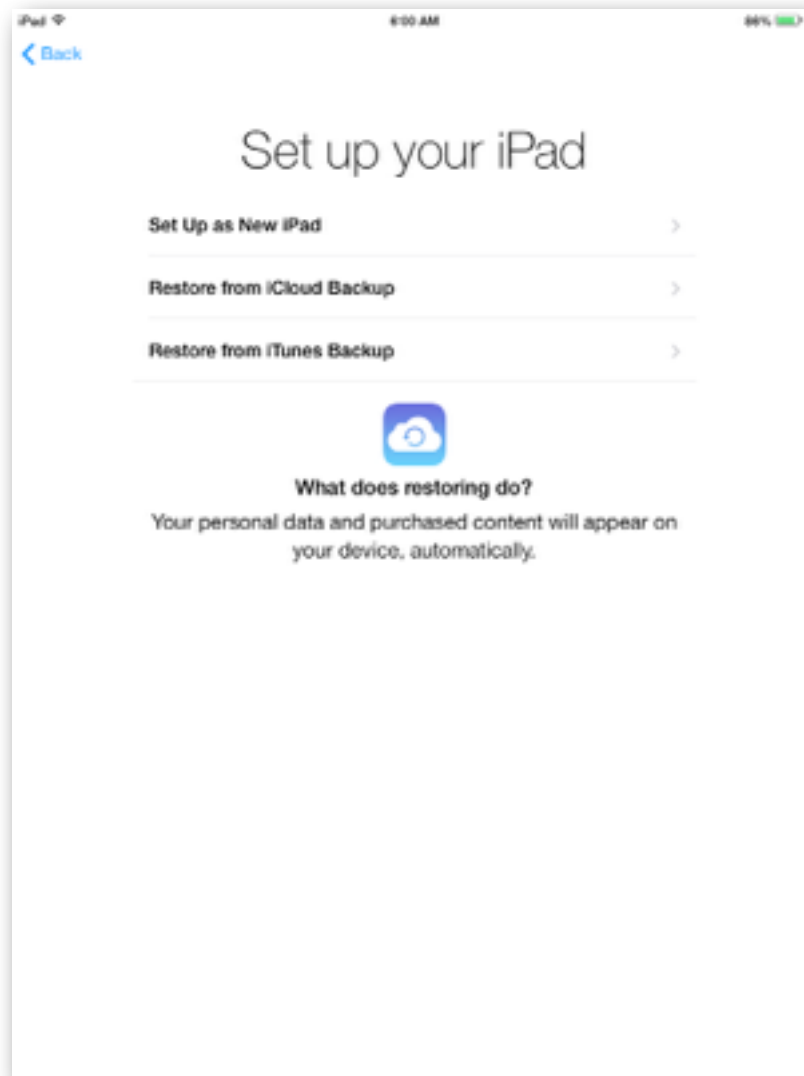 iPad
6:00 AM
86%
Back
Set up your iPad
Set Up as New iPad
Restore from iCloud Backup
Restore from iTunes Backup
What does restoring do?
Your personal data and purchased content will appear on
your device, automatically.